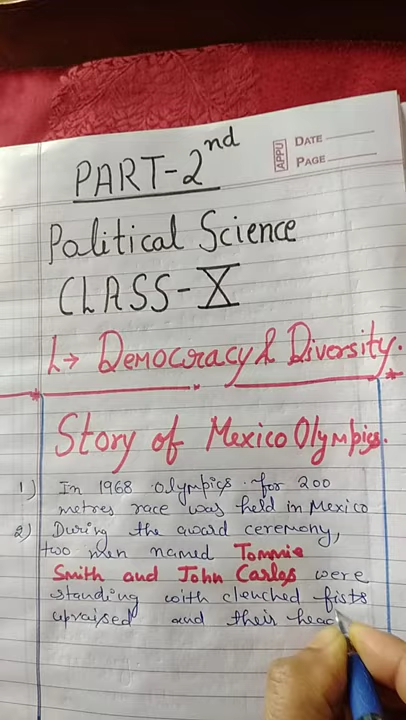 PART-2nd
APPU
DATE
PAGE
Political Science
CLASS-X
L→ Democracy & Diversity.
Story of Mexico Olympics.
1) In 1968 olympics for 200
metres race was held in Mexico
2) During the award ceremony,
two men named Tommie
Smith and John Carlos were
standing with clenched fists
upraised and their head